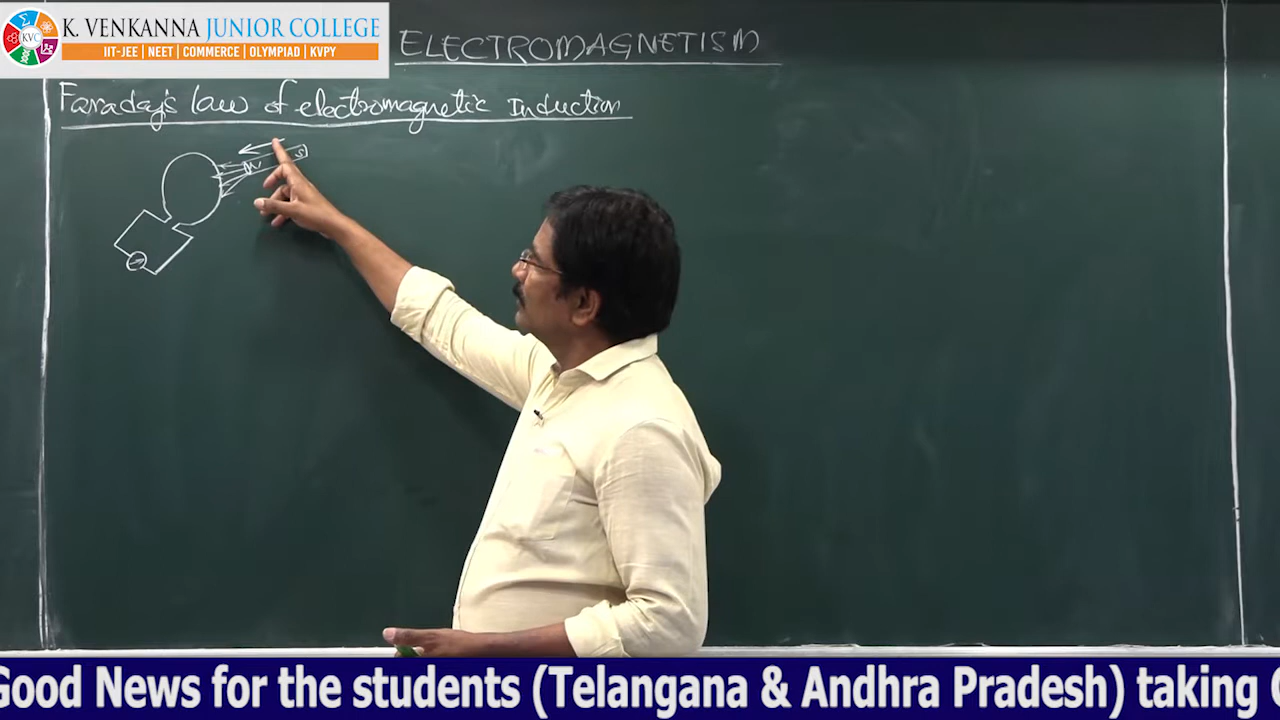 K. VENKANNA JUNIOR COLLEGE
KVC
IIT-JEE | NEET | COMMERCE | OLYMPIAD | KVPY
ELECTROMAGNETISM
Faraday's law of electromagnetic Induction
N
S
Good News for the students (Telangana & Andhra Pradesh) taking